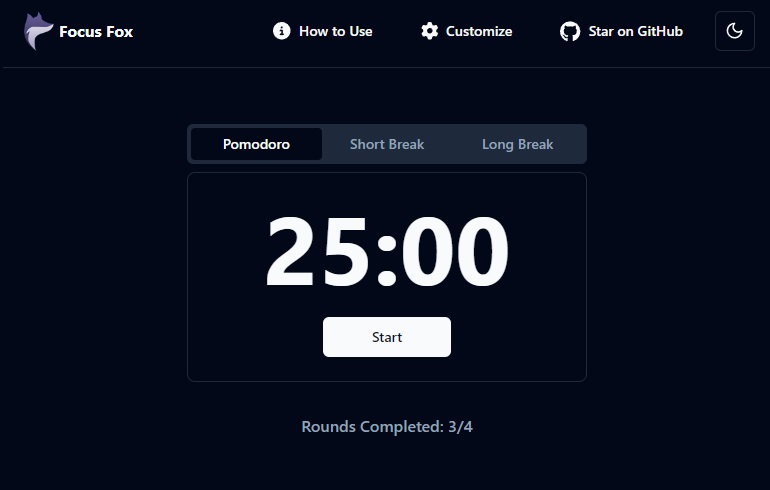 Focus Fox
How to Use
Customize
Star on GitHub
Pomodoro
Short Break
Long Break
25:00
Start
Rounds Completed: 3/4